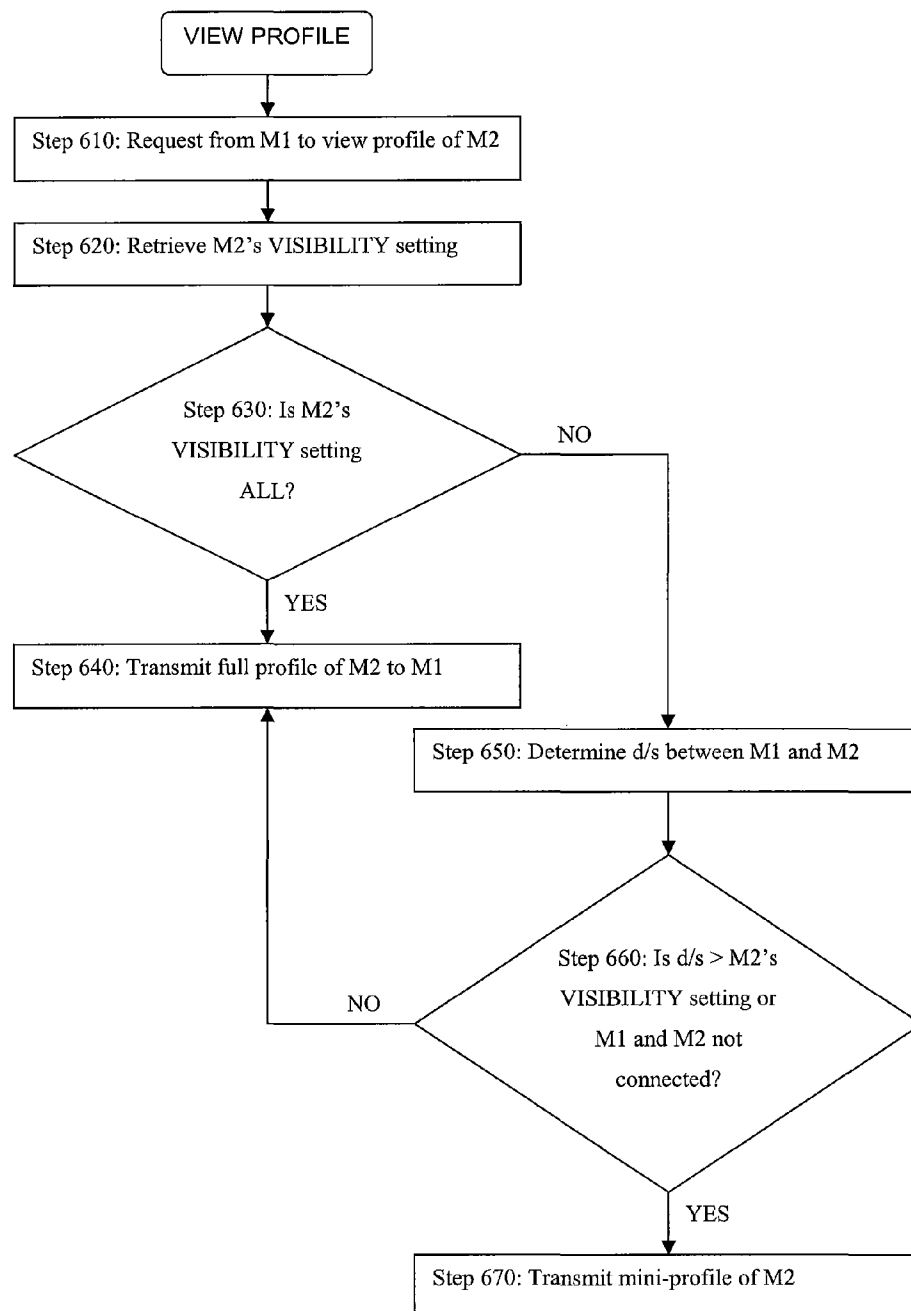 VIEW PROFILE
Step 610: Request from M1 to view profile of M2
Step 620: Retrieve M2's VISIBILITY setting
Step 630: Is M2's
VISIBILITY setting
ALL?
NO
YES
Step 640: Transmit full profile of M2 to M1
Step 650: Determine d/s between M1 and M2
Step 660: Is d/s > M2's
VISIBILITY setting or
M1 and M2 not
connected?
NO
YES
Step 670: Transmit mini-profile of M2